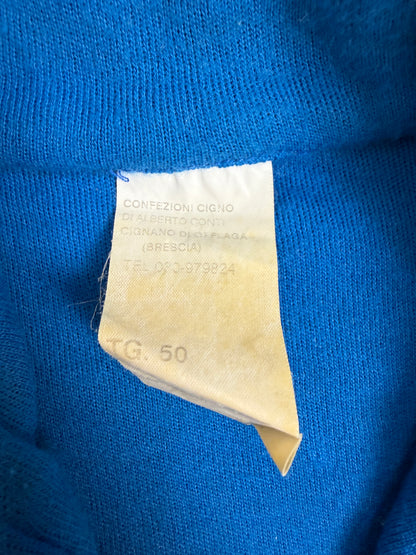 CONFEZIONI CIGNO
DI ALBERTO CONTI
CIGNANO DI OFFLAGA
(BRESCIA)
TEL 030-979824
TG. 50